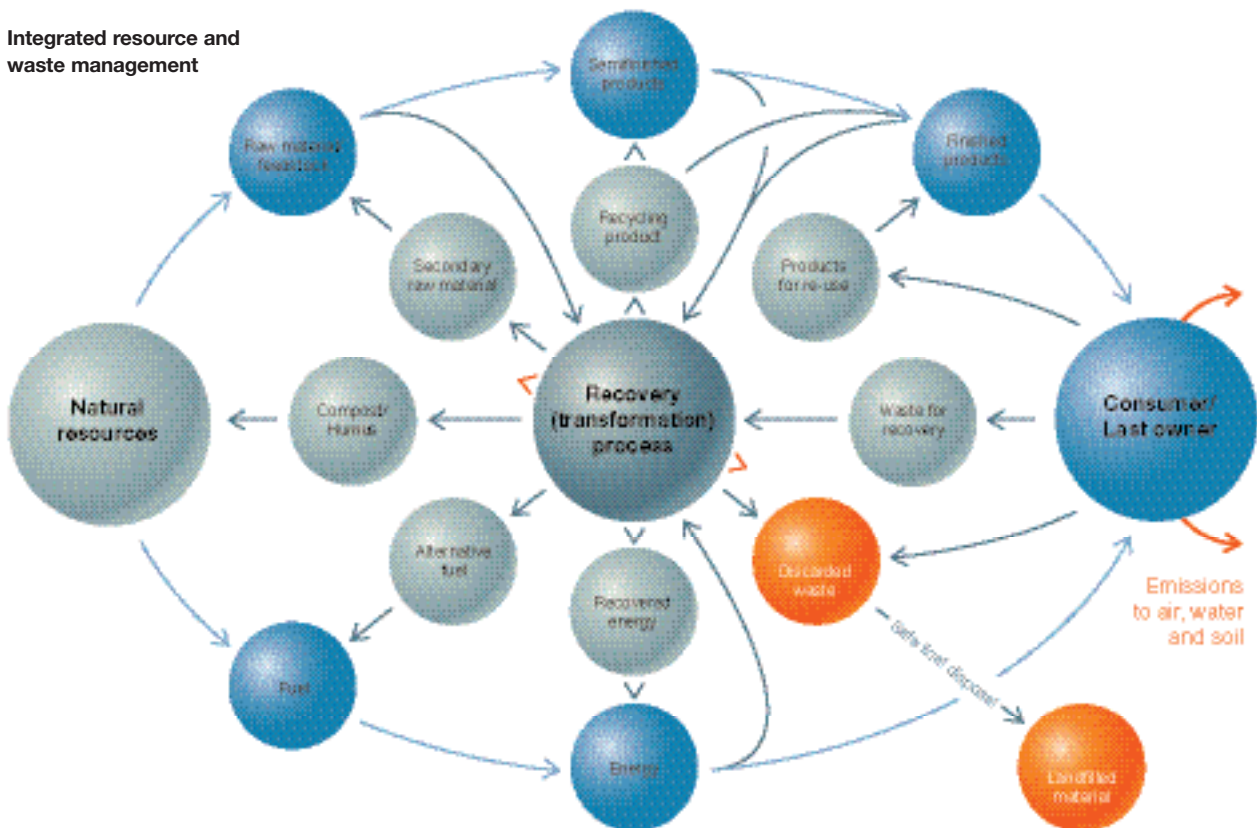 Integrated resource and
waste management
Semifinished
products
Raw material
feedstock
Finished
products
Recycling
product
Secondary
raw material
Products
for re-use
Natural
resources
Compost/
Humus
Recovery
(transformation)
process
Waste for
recovery
Consumer/
Last owner
Alternative
fuel
Recovered
energy
Discarded
waste
Emissions
to air, water
and soil
Safe final disposal
Fuel
Energy
Landfilled
material